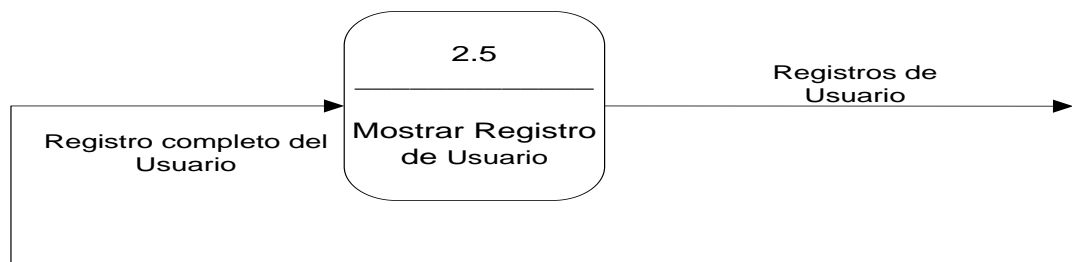 2.5
Mostrar Registro
de Usuario
Registro completo del
Usuario
Registros de
Usuario